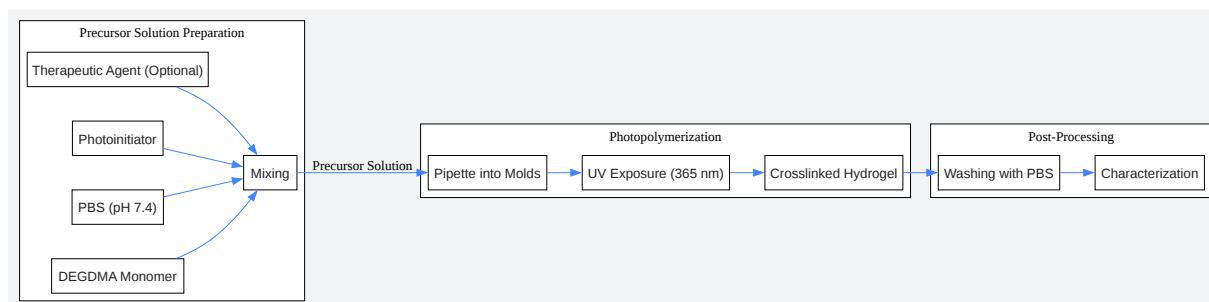 Precursor Solution Preparation
Therapeutic Agent (Optional)
Photoinitiator
PBS (pH 7.4)
DEGDMA Monomer
Mixing
Precursor Solution
Photopolymerization
Pipette into Molds
UV Exposure (365 nm)
Crosslinked Hydrogel
Post-Processing
Washing with PBS
Characterization